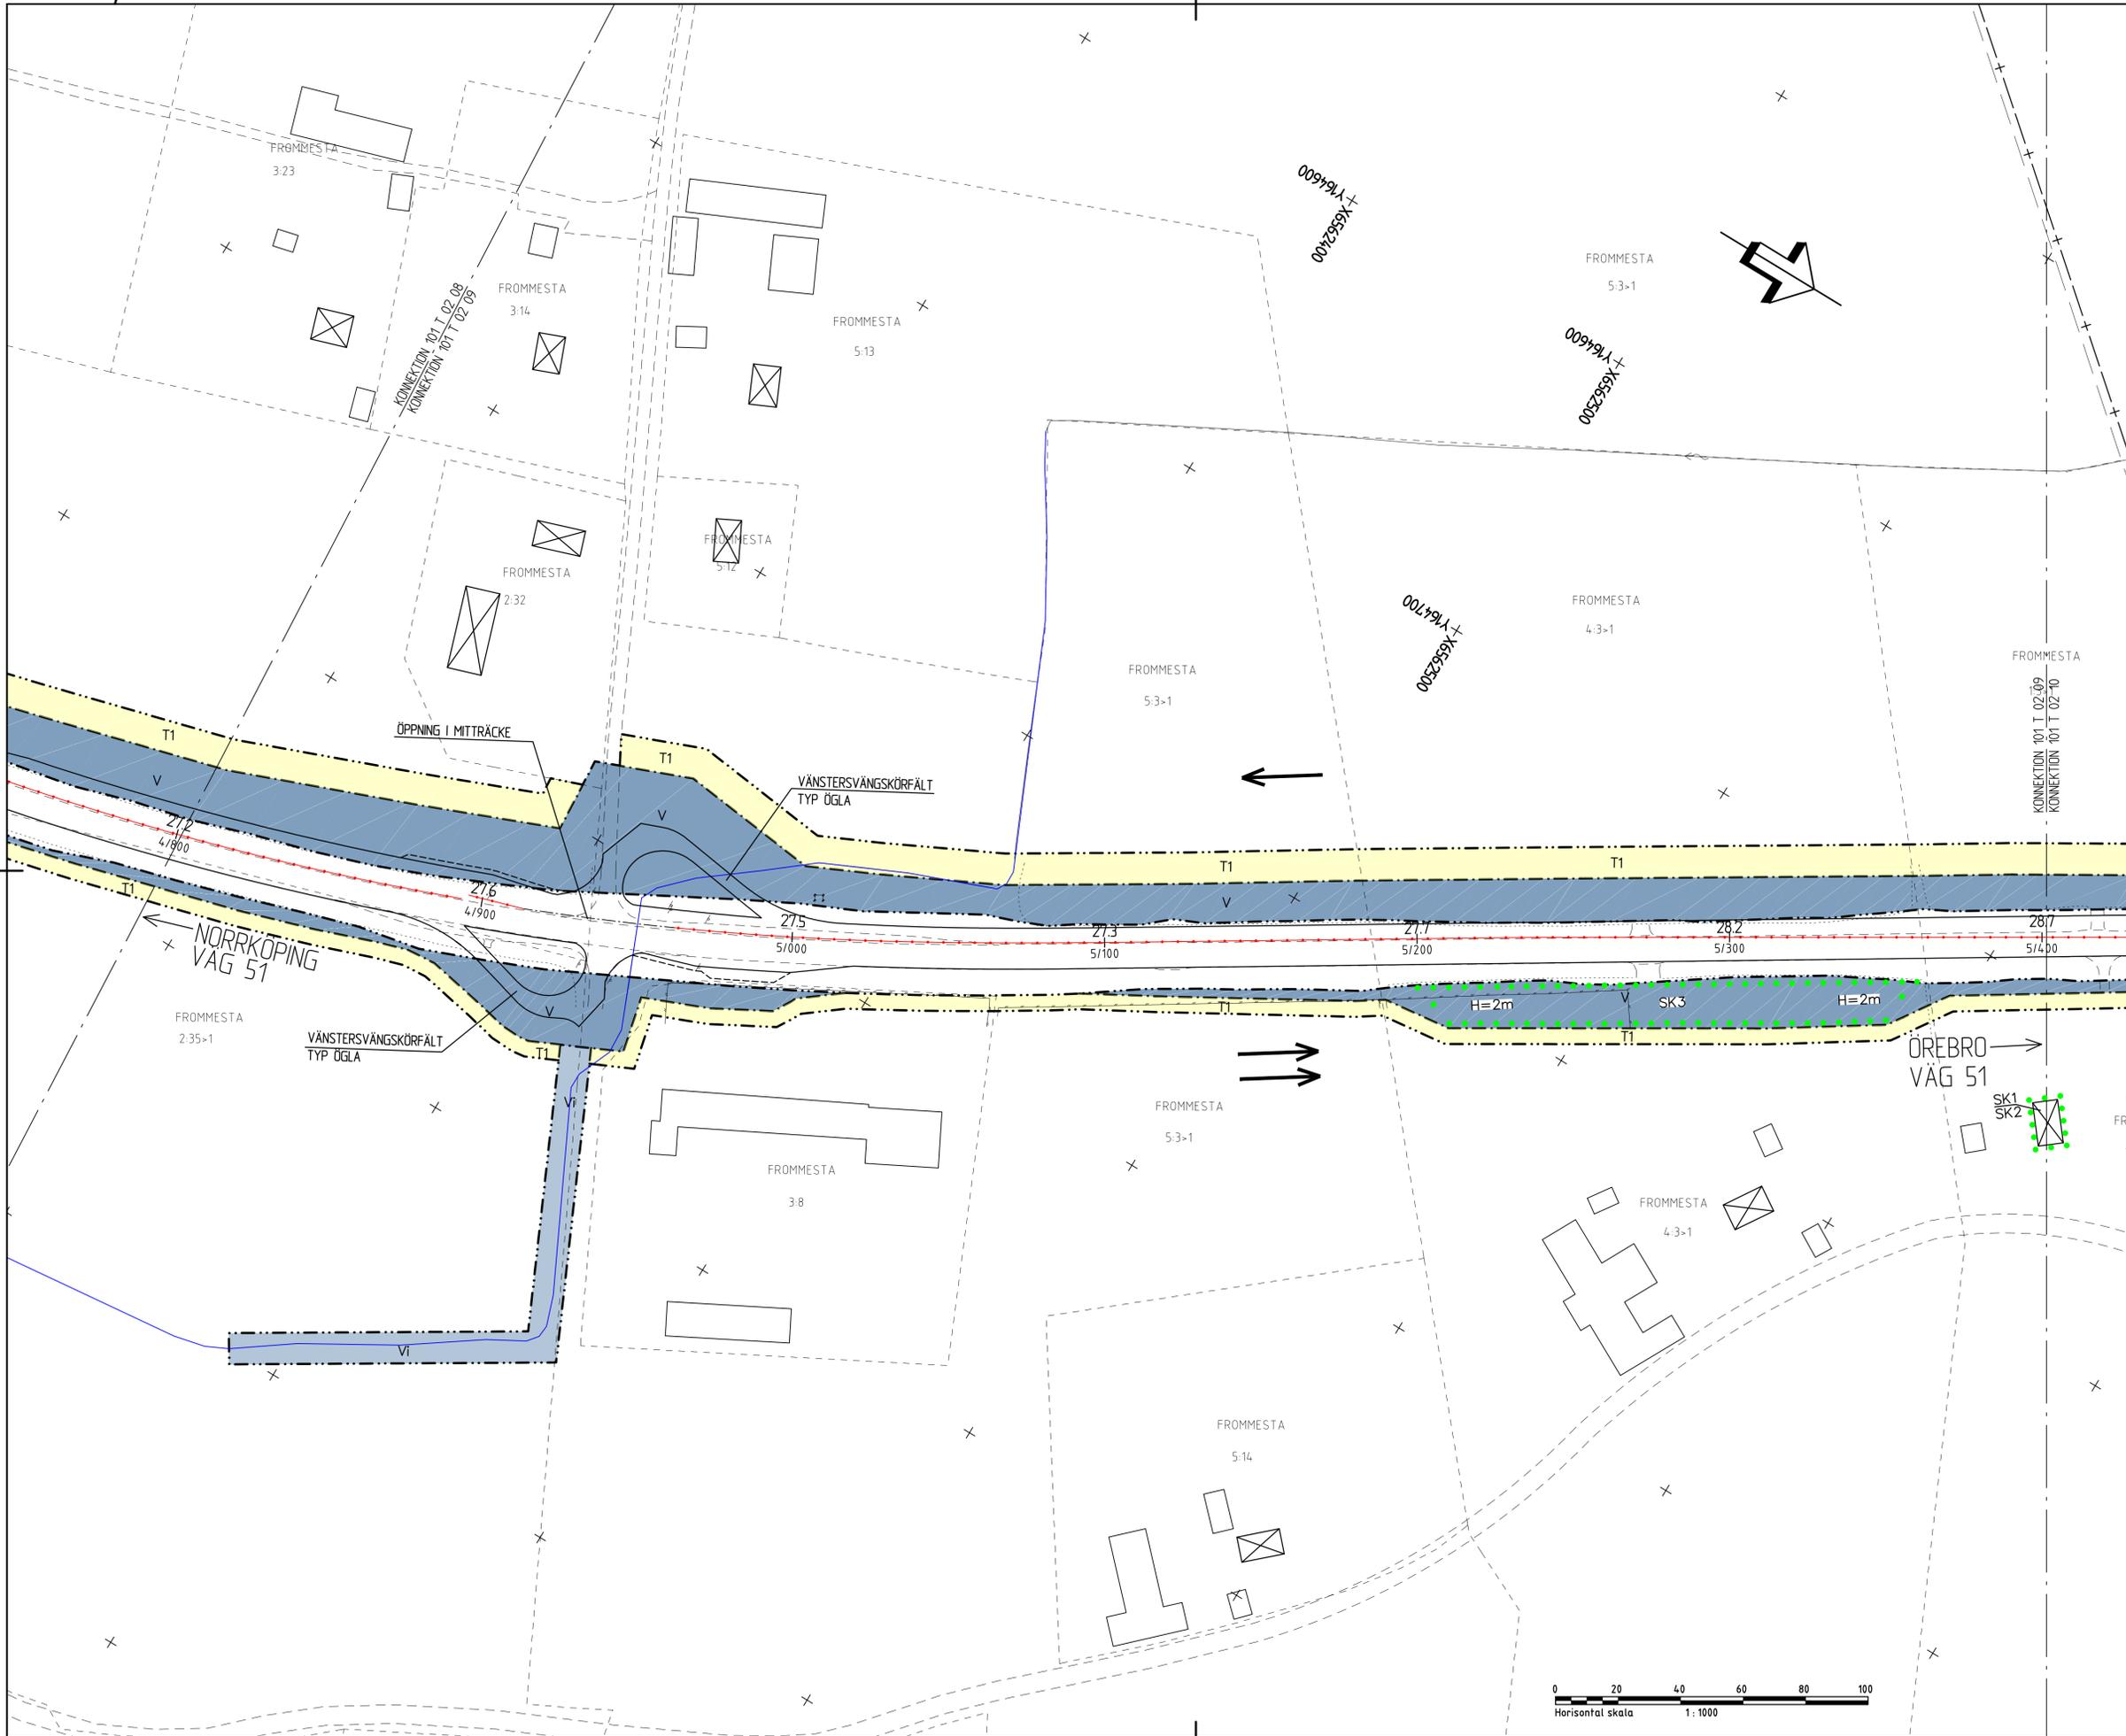 FROMMESTA
3:23
KONNEKTION 101 T 02 08
KONNEKTION 101 T 02 09
FROMMESTA
3:14
FROMMESTA
5:13
Y164600
X6562400
FROMMESTA
5:3>1
Y164600
X6562500
FROMMESTA
5:12
FROMMESTA
2:32
Y164700
X6562500
FROMMESTA
4:3>1
FROMMESTA
5:3>1
FROMMESTA
KONNEKTION 101 T 02 09
KONNEKTION 101 T 02 10
ÖPPNING I MITTRÄCKE
T1
T1
V
VÄNSTERSVÄNGSKÖRFÄLT
TYP ÖGLA
V
27.2
4/800
T1
T1
T1
27.6
4/900
V
27.5
5/000
27.3
5/100
27.7
5/200
28.2
5/300
28.7
5/400
NORRKÖPING
VÄG 51
H=2m
V
SK3
H=2m
T1
T1
V
FROMMESTA
2:35>1
VÄNSTERSVÄNGSKÖRFÄLT
TYP ÖGLA
T1
ÖREBRO
VÄG 51
Vi
FROMMESTA
5:3>1
SK1
SK2
FR
FROMMESTA
3:8
FROMMESTA
4:3>1
Vi
FROMMESTA
5:14
0 20 40 60 80 100
Horisontal skala 1 : 1000